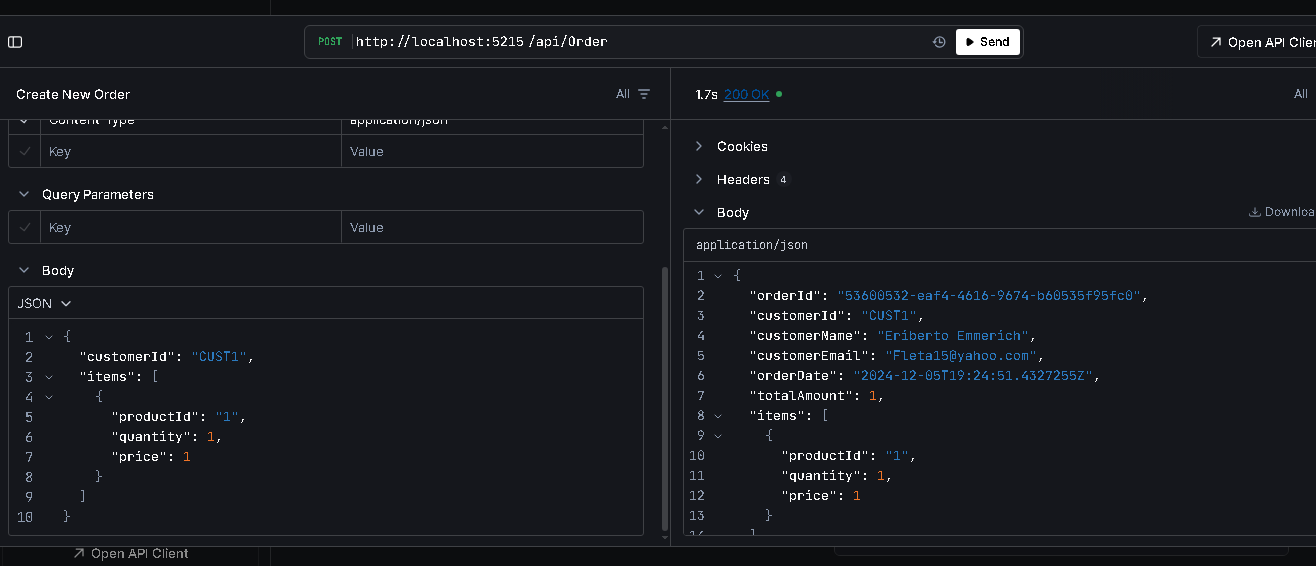 POST http://localhost:5215/api/Order
Send
Open API Clien
Create New Order
All
Content-Type
application/json
Key
Value
Query Parameters
Key
Value
Body
JSON
1 {
2 "customerId": "CUST1",
3 "items": [
4 {
5 "productId": "1",
6 "quantity": 1,
7 "price": 1
8 }
9 ]
10 }
Open API Client
1.7s 200 OK
All
Cookies
Headers 4
Body
Downloa
application/json
1 {
2 "orderId": "53600532-eaf4-4616-9674-b60535f95fc0",
3 "customerId": "CUST1",
4 "customerName": "Eriberto Emmerich",
5 "customerEmail": "Fleta15@yahoo.com",
6 "orderDate": "2024-12-05T19:24:51.4327255Z",
7 "totalAmount": 1,
8 "items": [
9 {
10 "productId": "1",
11 "quantity": 1,
12 "price": 1
13 }
14 ]